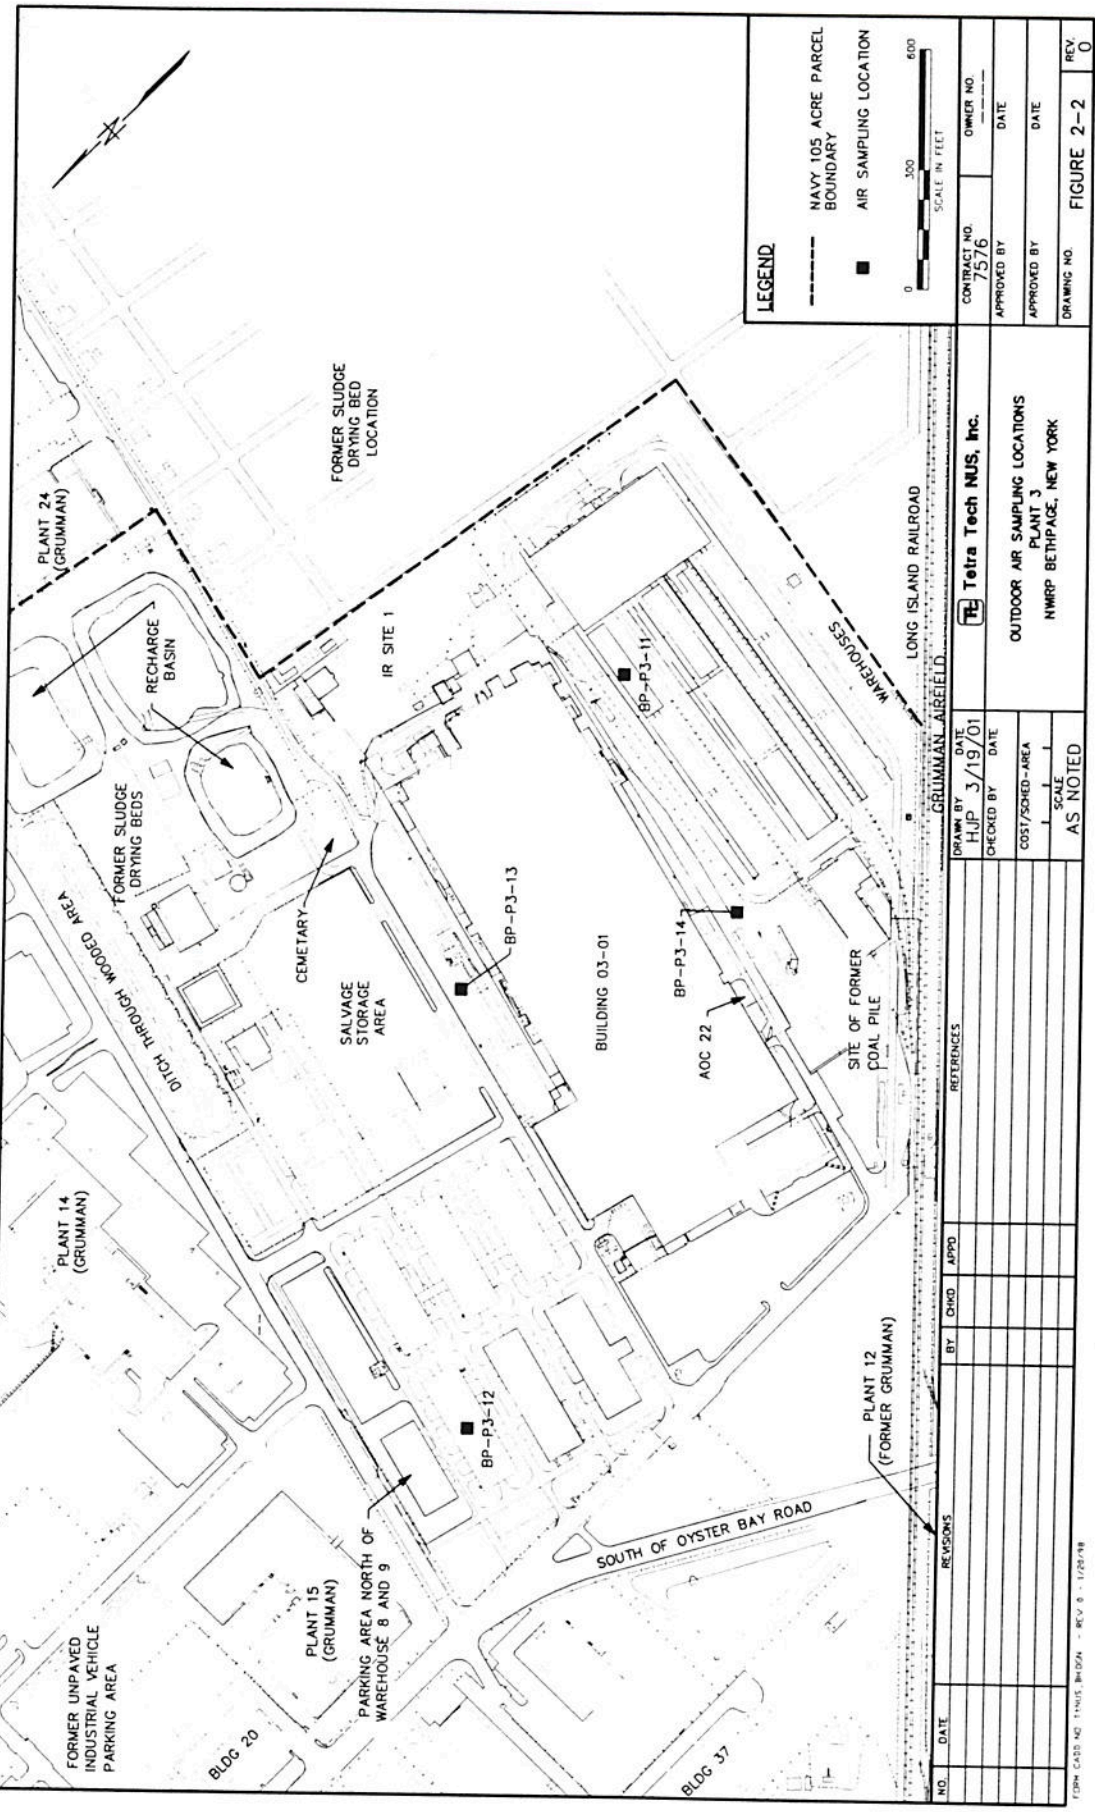 FORMER UNPAVED
INDUSTRIAL VEHICLE
PARKING AREA
PLANT 14
(GRUMMAN)
PLANT 24
(GRUMMAN)
RECHARGE
BASIN
FORMER SLUDGE
DRYING BEDS
DITCH THROUGH WOODED AREA
FORMER SLUDGE
DRYING BED
LOCATION
BLDG 20
PLANT 15
(GRUMMAN)
CEMETARY
SALVAGE
STORAGE
AREA
IR SITE 1
PARKING AREA NORTH OF
WAREHOUSE 8 AND 9
BP-P3-12
BP-P3-13
BUILDING 03-01
BP-P3-11
BP-P3-14
AOC 22
BLDG 37
SOUTH OF OYSTER BAY ROAD
SITE OF FORMER
COAL PILE
WAREHOUSES
PLANT 12
(FORMER GRUMMAN)
LONG ISLAND RAILROAD
GRUMMAN AIRFIELD
LEGEND
NAVY 105 ACRE PARCEL
BOUNDARY
AIR SAMPLING LOCATION
0 300 600
SCALE IN FEET
NO. DATE REVISIONS BY CHKD APPD REFERENCES
DRAWN BY DATE
HJP 3/19/01
CHECKED BY DATE
COST/SCHED-AREA
SCALE
AS NOTED
Tt Tetra Tech NUS, Inc.
OUTDOOR AIR SAMPLING LOCATIONS
PLANT 3
NWIRP BETHPAGE, NEW YORK
CONTRACT NO. OWNER NO.
7576 ----
APPROVED BY DATE
APPROVED BY DATE
DRAWING NO. REV.
FIGURE 2-2 0